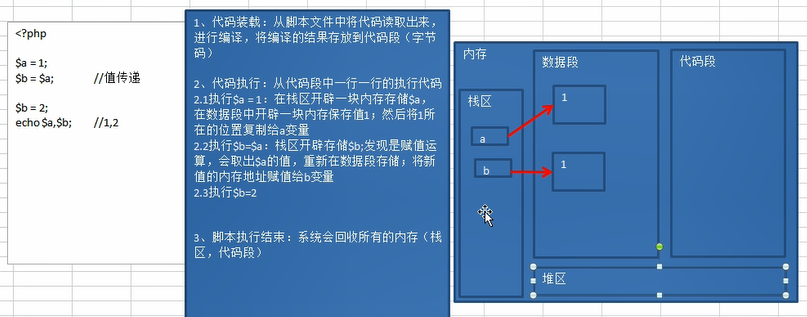 <?php
$a = 1;
$b = $a; //值传递
$b = 2;
echo $a,$b; //1,2
1、代码装载：从脚本文件中将代码读取出来，
进行编译，将编译的结果存放到代码段（字节
码）
2、代码执行：从代码段中一行一行的执行代码
2.1执行$a = 1：在栈区开辟一块内存存储$a，
在数据段中开辟一块内存保存值1；然后将1所
在的位置复制给a变量
2.2执行$b=$a：栈区开辟存储$b;发现是赋值运
算，会取出$a的值，重新在数据段存储；将新
值的内存地址赋值给b变量
2.3执行$b=2
3、脚本执行结束：系统会回收所有的内存（栈
区，代码段）
内存
栈区
a
b
数据段
1
1
代码段
堆区